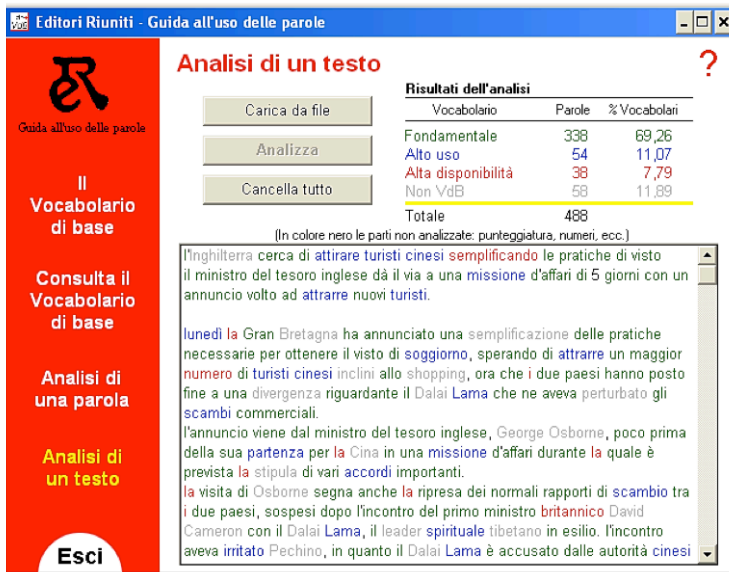 Editori Riuniti - Guida all'uso delle parole
Guida all'uso delle parole
Il
Vocabolario
di base
Consulta il
Vocabolario
di base
Analisi di
una parola
Analisi di
un testo
Esci
Analisi di un testo
?
Carica da file
Analizza
Cancella tutto
Risultati dell'analisi
Vocabolario Parole % Vocabolari
Fondamentale 338 69,26
Alto uso 54 11,07
Alta disponibilità 38 7,79
Non VdB 58 11,89
Totale 488
(In colore nero le parti non analizzate: punteggiatura, numeri, ecc.)
l'Inghilterra cerca di attirare turisti cinesi semplificando le pratiche di visto
il ministro del tesoro inglese dà il via a una missione d'affari di 5 giorni con un
annuncio volto ad attrarre nuovi turisti.
lunedì la Gran Bretagna ha annunciato una semplificazione delle pratiche
necessarie per ottenere il visto di soggiorno, sperando di attrarre un maggior
numero di turisti cinesi inclini allo shopping, ora che i due paesi hanno posto
fine a una divergenza riguardante il Dalai Lama che ne aveva perturbato gli
scambi commerciali.
l'annuncio viene dal ministro del tesoro inglese, George Osborne, poco prima
della sua partenza per la Cina in una missione d'affari durante la quale è
prevista la stipula di vari accordi importanti.
la visita di Osborne segna anche la ripresa dei normali rapporti di scambio tra
i due paesi, sospesi dopo l'incontro del primo ministro britannico David
Cameron con il Dalai Lama, il leader spirituale tibetano in esilio. l'incontro
aveva irritato Pechino, in quanto il Dalai Lama è accusato dalle autorità cinesi